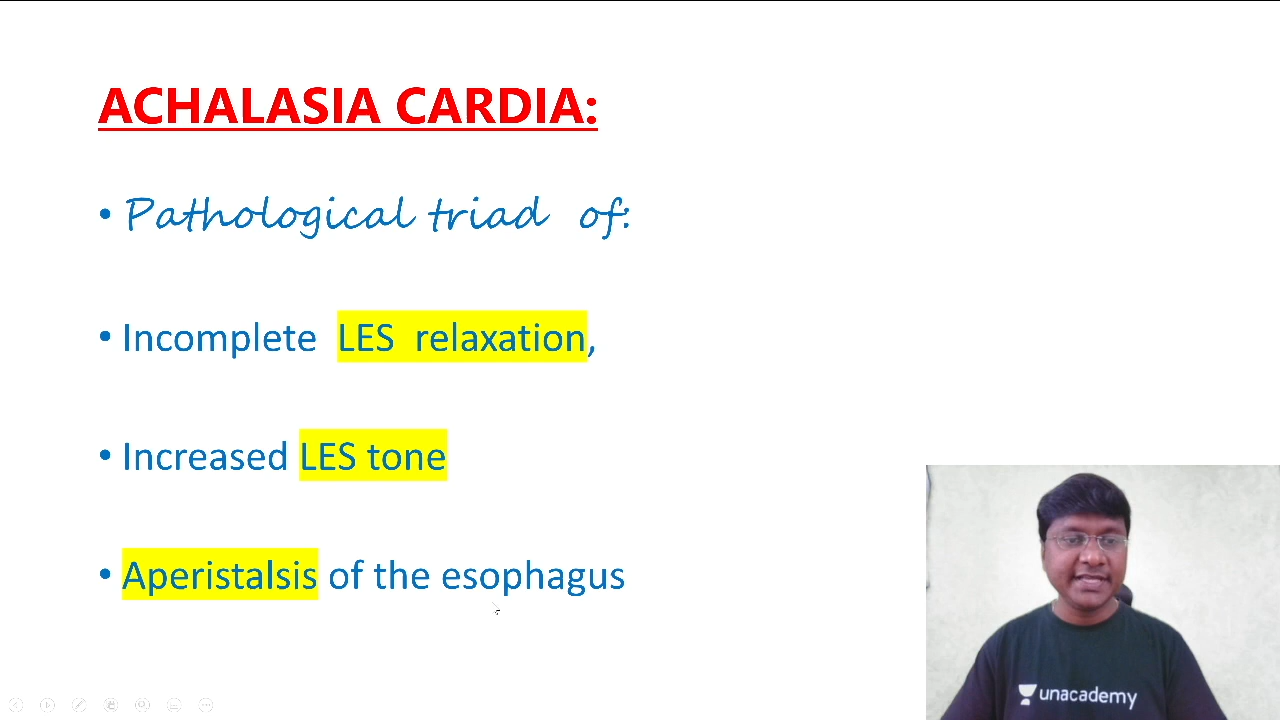 ACHALASIA CARDIA:
• Pathological triad of:
• Incomplete LES relaxation,
• Increased LES tone
• Aperistalsis of the esophagus
unacademy